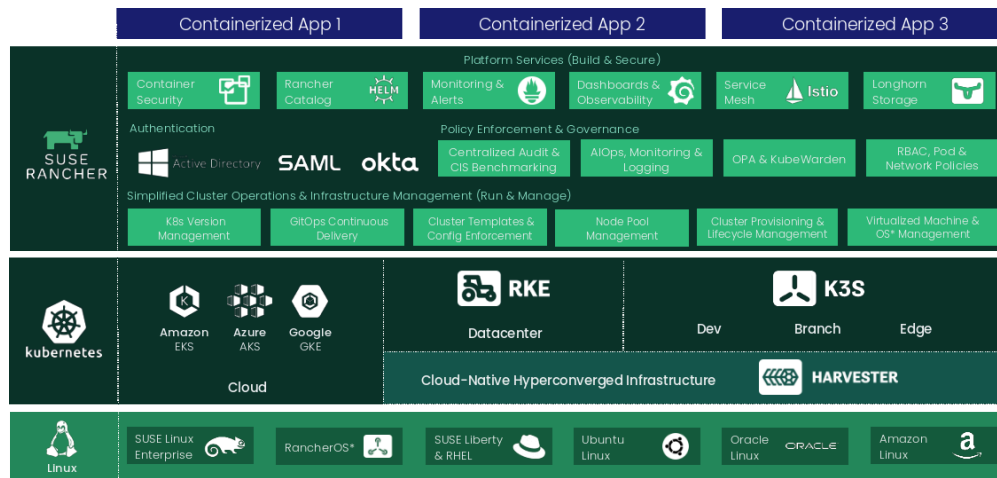 Containerized App 1
Containerized App 2
Containerized App 3
Platform Services (Build & Secure)
Container
Security
Rancher
Catalog
HELM
Monitoring &
Alerts
Dashboards &
Observability
Service
Mesh
Istio
Longhorn
Storage
SUSE
RANCHER
Authentication
Active Directory
SAML
okta
Policy Enforcement & Governance
Centralized Audit &
CIS Benchmarking
AIOps, Monitoring &
Logging
OPA & KubeWarden
RBAC, Pod &
Network Policies
Simplified Cluster Operations & Infrastructure Management (Run & Manage)
K8s Version
Management
GitOps Continuous
Delivery
Cluster Templates &
Config Enforcement
Node Pool
Management
Cluster Provisioning &
Lifecycle Management
Virtualized Machine &
OS* Management
kubernetes
K
Amazon
EKS
Azure
AKS
Google
GKE
Cloud
RKE
Datacenter
K3S
Dev
Branch
Edge
Cloud-Native Hyperconverged Infrastructure
HARVESTER
Linux
SUSE Linux
Enterprise
RancherOS*
SUSE Liberty
& RHEL
Ubuntu
Linux
Oracle
Linux
ORACLE
Amazon
Linux
a